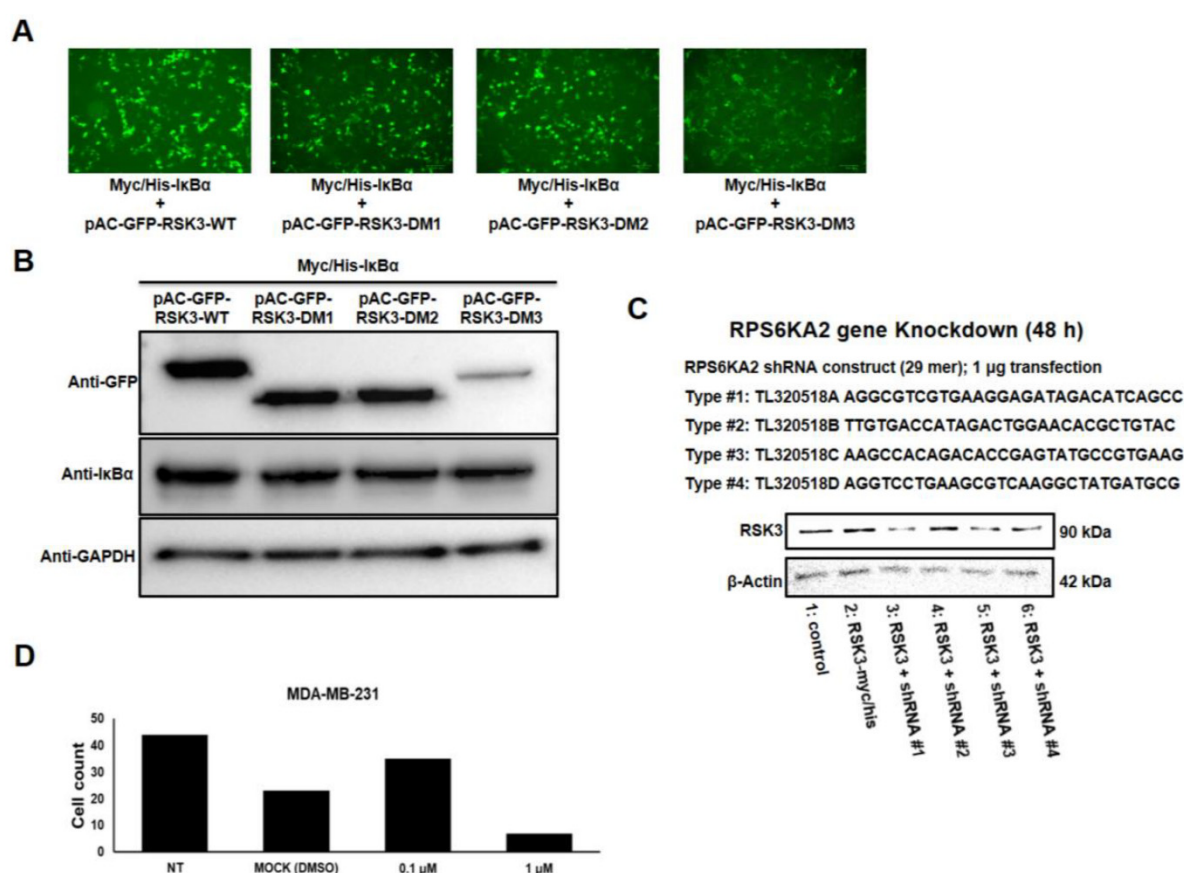 A
Myc/His-IκBα
+
pAC-GFP-RSK3-WT
Myc/His-IκBα
+
pAC-GFP-RSK3-DM1
Myc/His-IκBα
+
pAC-GFP-RSK3-DM2
Myc/His-IκBα
+
pAC-GFP-RSK3-DM3
B
Myc/His-IκBα
pAC-GFP-
RSK3-WT
pAC-GFP-
RSK3-DM1
pAC-GFP-
RSK3-DM2
pAC-GFP-
RSK3-DM3
Anti-GFP
Anti-IκBα
Anti-GAPDH
C
RPS6KA2 gene Knockdown (48 h)
RPS6KA2 shRNA construct (29 mer); 1 μg transfection
Type #1: TL320518A AGGCGTCGTGAAGGAGATAGACATCAGCC
Type #2: TL320518B TTGTGACCATAGACTGGAACACGCTGTAC
Type #3: TL320518C AAGCCACAGACACCGAGTATGCCGTGAAG
Type #4: TL320518D AGGTCCTGAAGCGTCAAGGCTATGATGCG
RSK3
90 kDa
β-Actin
42 kDa
1: control
2: RSK3-myc/his
3: RSK3 + shRNA #1
4: RSK3 + shRNA #2
5: RSK3 + shRNA #3
6: RSK3 + shRNA #4
D
MDA-MB-231
Cell count
50
40
30
20
10
0
NT
MOCK (DMSO)
0.1 μM
1 μM